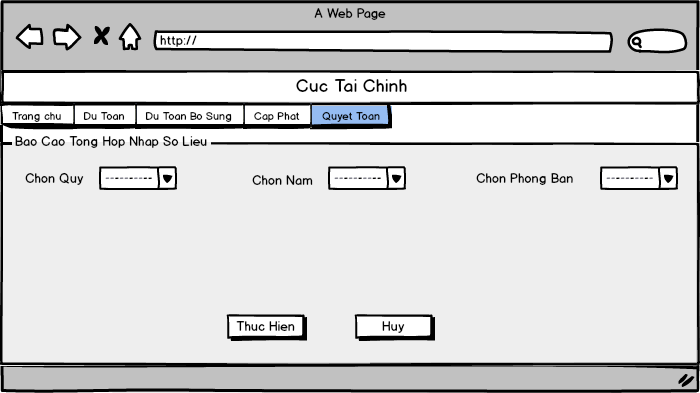 A Web Page
http://
Cuc Tai Chinh
Trang chu Du Toan Du Toan Bo Sung Cap Phat Quyet Toan
Bao Cao Tong Hop Nhap So Lieu
Chon Quy ---------- Chon Nam ---------- Chon Phong Ban ----------
Thuc Hien Huy